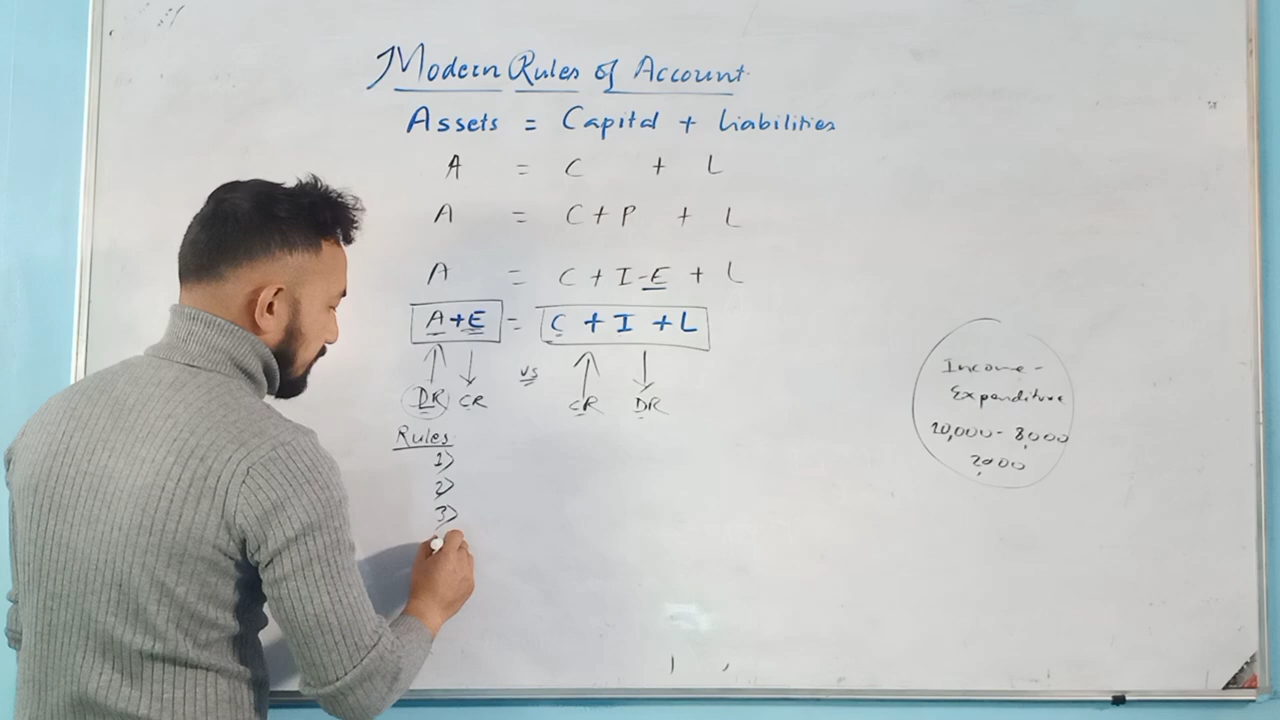 Modern Rules of Account
Assets = Capital + Liabilities
A = C + L
A = C + P + L
A = C + I - E + L
A + E = C + I + L
DR CR vs CR DR
Rules
1)
2)
3)
Income -
Expenditure
10,000 - 8,000
2000